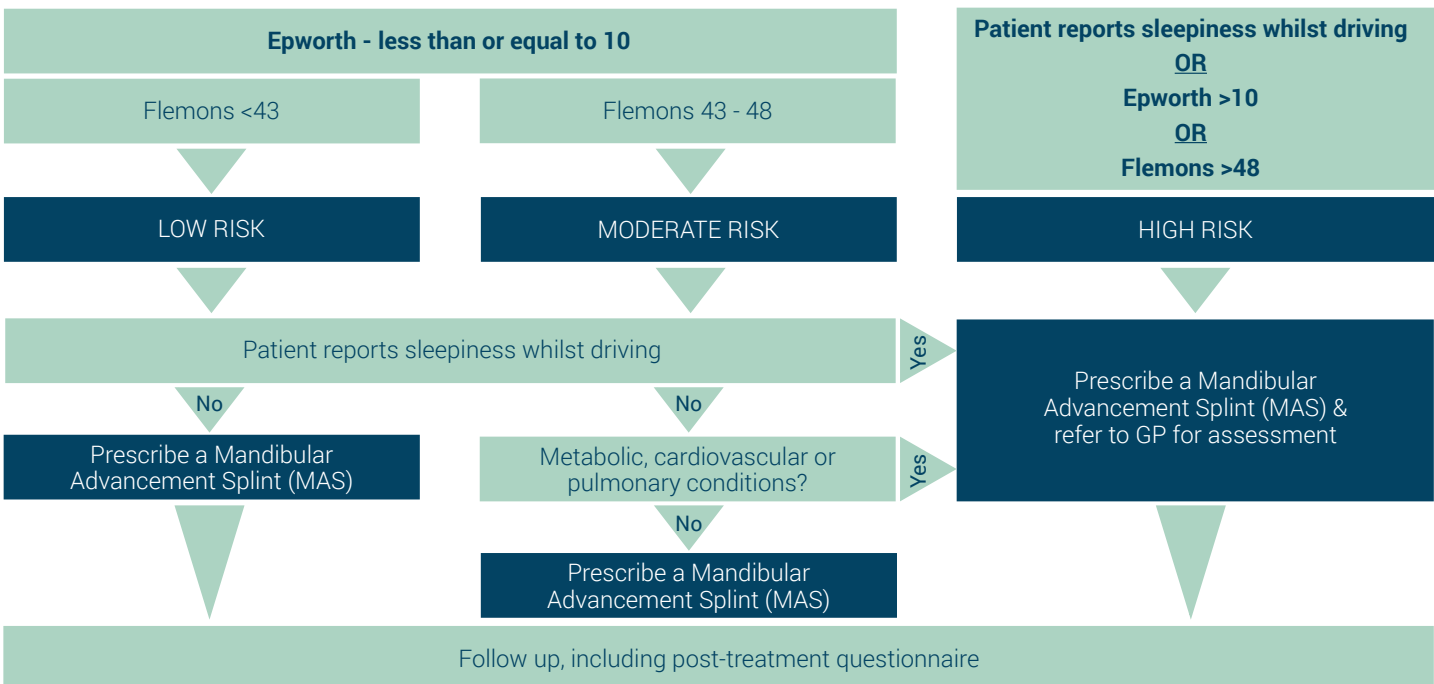 Epworth - less than or equal to 10
Patient reports sleepiness whilst driving
OR
Epworth >10
OR
Flemons >48
Flemons <43
Flemons 43 - 48
LOW RISK
MODERATE RISK
HIGH RISK
Patient reports sleepiness whilst driving
Yes
No
No
Prescribe a Mandibular
Advancement Splint (MAS)
Metabolic, cardiovascular or
pulmonary conditions?
Yes
Prescribe a Mandibular
Advancement Splint (MAS) &
refer to GP for assessment
No
Prescribe a Mandibular
Advancement Splint (MAS)
Follow up, including post-treatment questionnaire